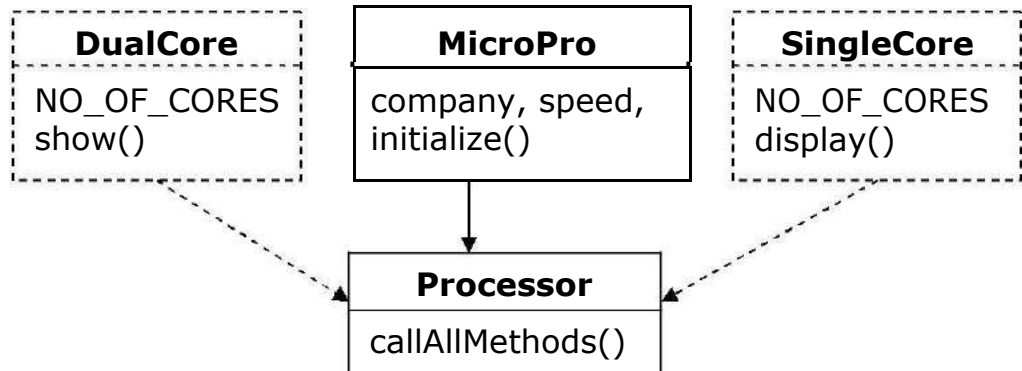 DualCore
NO_OF_CORES
show()
MicroPro
company, speed,
initialize()
SingleCore
NO_OF_CORES
display()
Processor
callAllMethods()